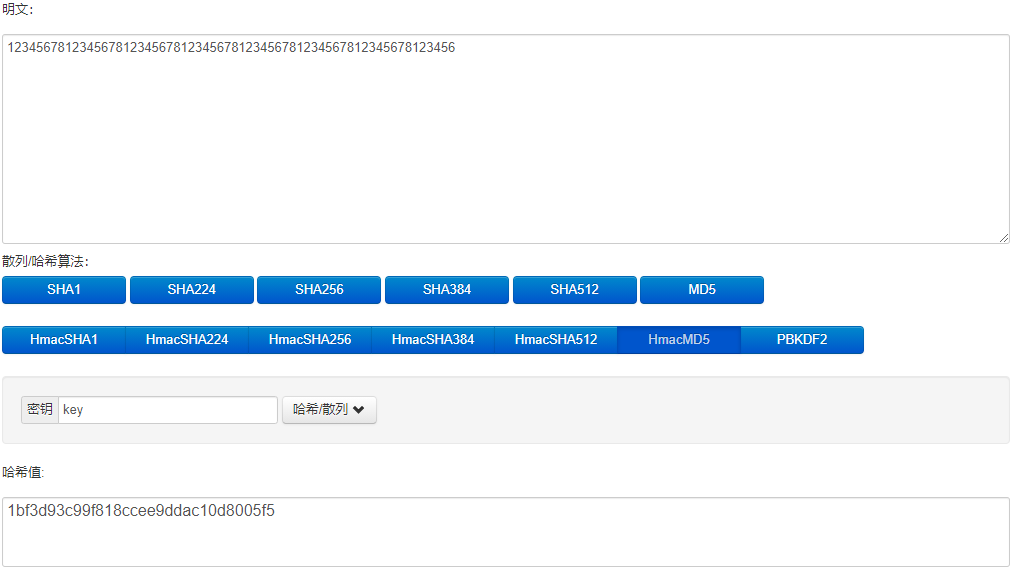 明文:
12345678123456781234567812345678123456781234567812345678123456
散列/哈希算法:
SHA1 SHA224 SHA256 SHA384 SHA512 MD5
HmacSHA1 HmacSHA224 HmacSHA256 HmacSHA384 HmacSHA512 HmacMD5 PBKDF2
密钥 key 哈希/散列
哈希值:
1bf3d93c99f818ccee9ddac10d8005f5